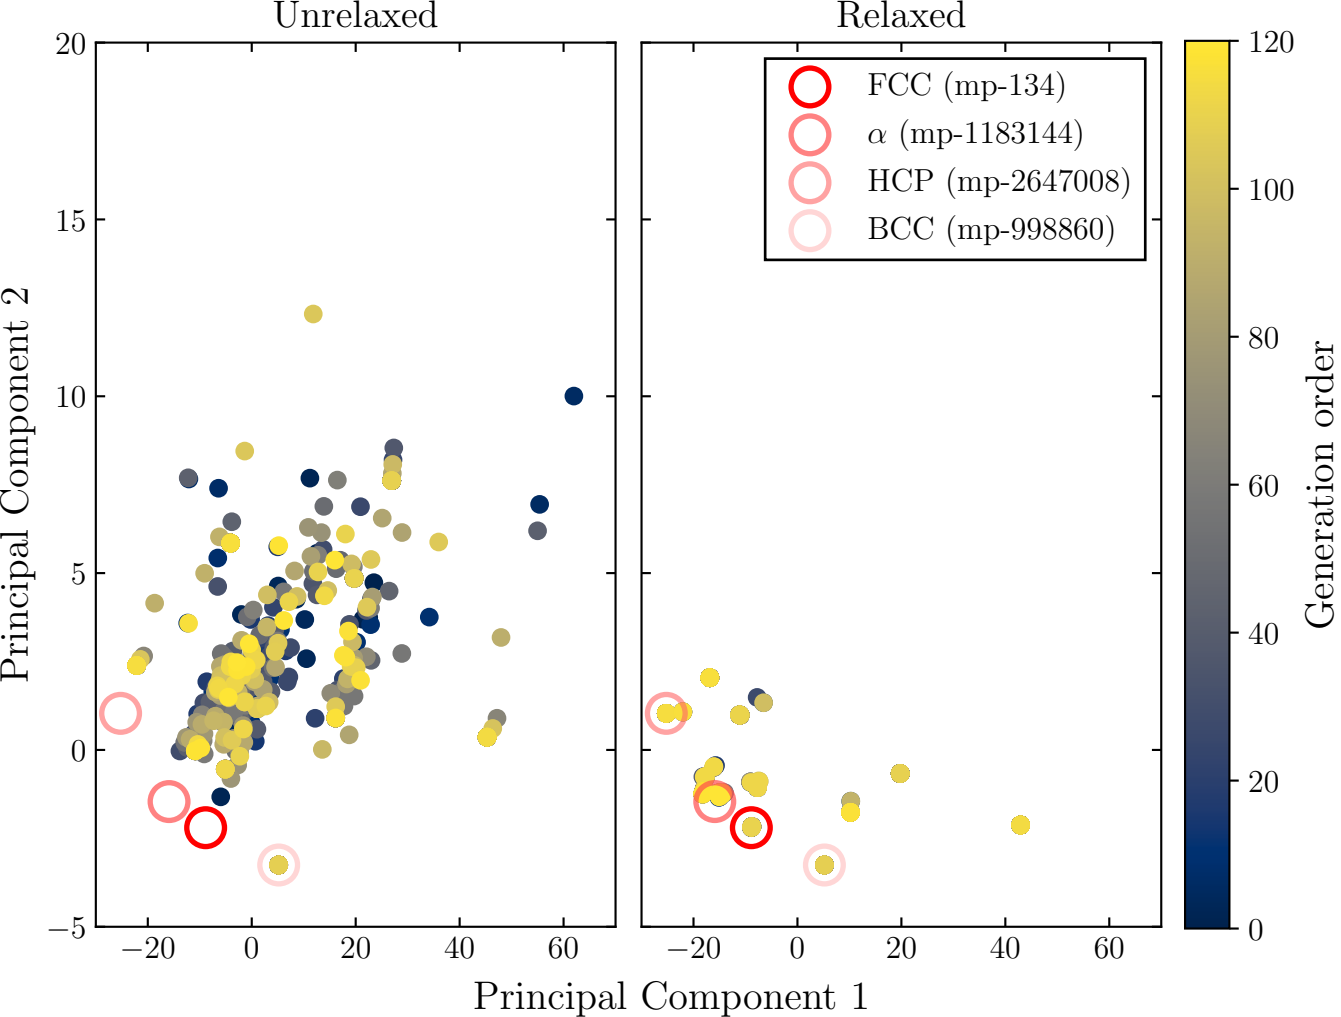 Unrelaxed
Relaxed
20
15
10
5
0
−5
Principal Component 2
−20 0 20 40 60
−20 0 20 40 60
Principal Component 1
FCC (mp-134)
α (mp-1183144)
HCP (mp-2647008)
BCC (mp-998860)
120
100
80
60
40
20
0
Generation order